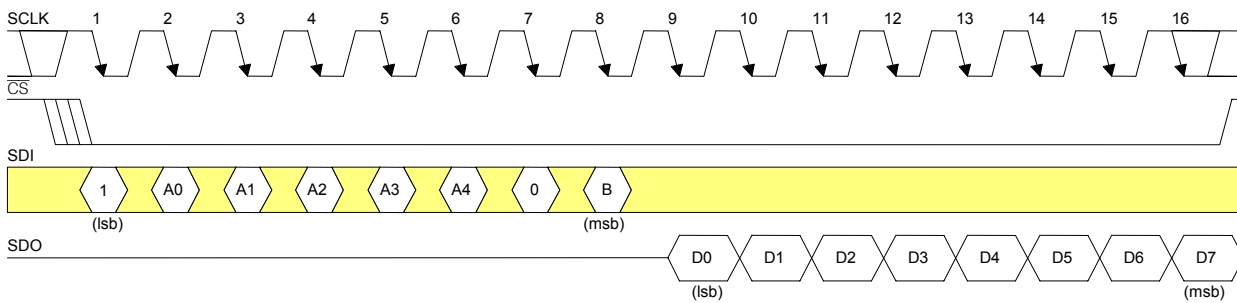 SCLK 1 2 3 4 5 6 7 8 9 10 11 12 13 14 15 16
CS
SDI
1 A0 A1 A2 A3 A4 0 B
(lsb) (msb)
SDO
D0 D1 D2 D3 D4 D5 D6 D7
(lsb) (msb)